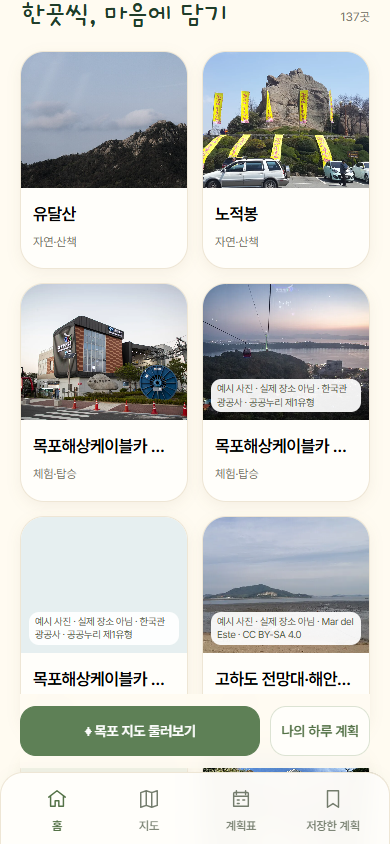 한곳씩, 마음에 담기
137곳
유달산
자연·산책
노적봉
자연·산책
목포해상케이블카 ...
체험·탑승
예시 사진 · 실제 장소 아님 · 한국관
광공사 · 공공누리 제1유형
목포해상케이블카 ...
체험·탑승
예시 사진 · 실제 장소 아님 · 한국관
광공사 · 공공누리 제1유형
목포해상케이블카 ...
예시 사진 · 실제 장소 아님 · Mar del
Este · CC BY-SA 4.0
고하도 전망대·해안...
목포 지도 둘러보기
나의 하루 계획
홈
지도
계획표
저장한 계획